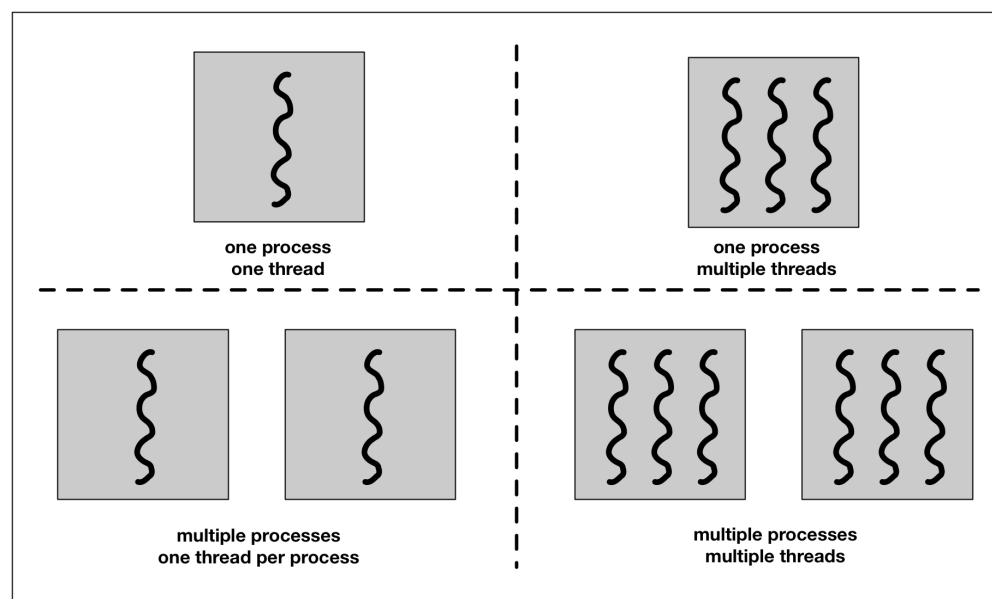 one process
one thread
one process
multiple threads
multiple processes
one thread per process
multiple processes
multiple threads